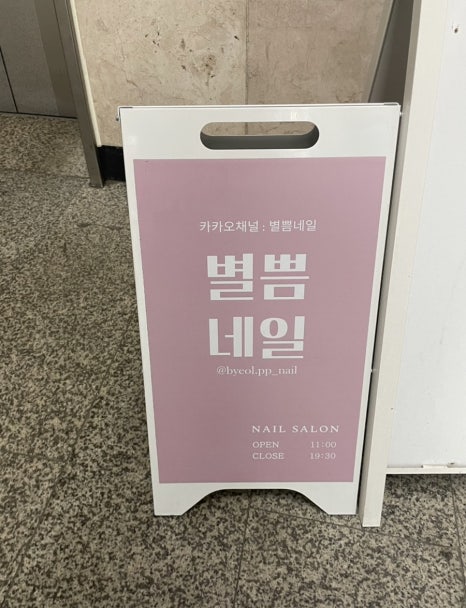 카카오채널 : 별쁨네일
별쁨
네일
@byeol.pp_nail
NAIL SALON
OPEN 11:00
CLOSE 19:30